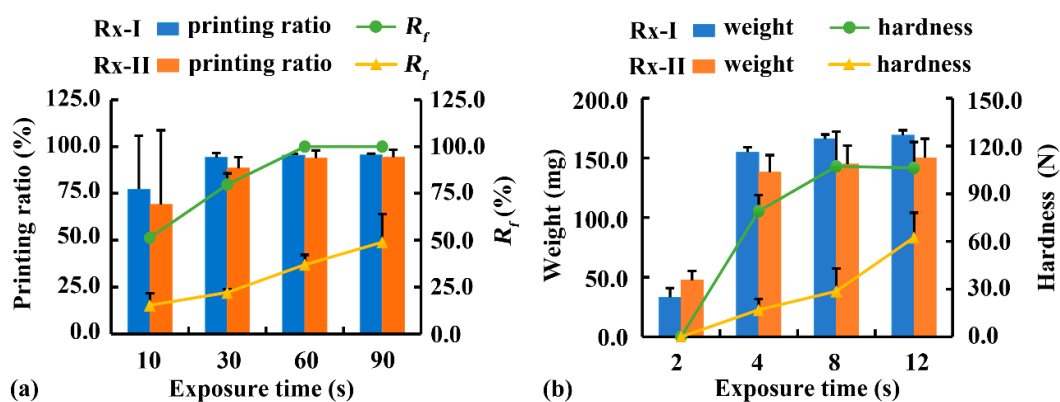 Rx-I printing ratio Rf
Rx-II printing ratio Rf
Printing ratio (%)
125.0
100.0
75.0
50.0
25.0
0.0
125.0
100.0
75.0
50.0
25.0
0.0
Rf (%)
10 30 60 90
(a) Exposure time (s)
Rx-I weight hardness
Rx-II weight hardness
Weight (mg)
200.0
150.0
100.0
50.0
0.0
150.0
120.0
90.0
60.0
30.0
0.0
Hardness (N)
2 4 8 12
(b) Exposure time (s)